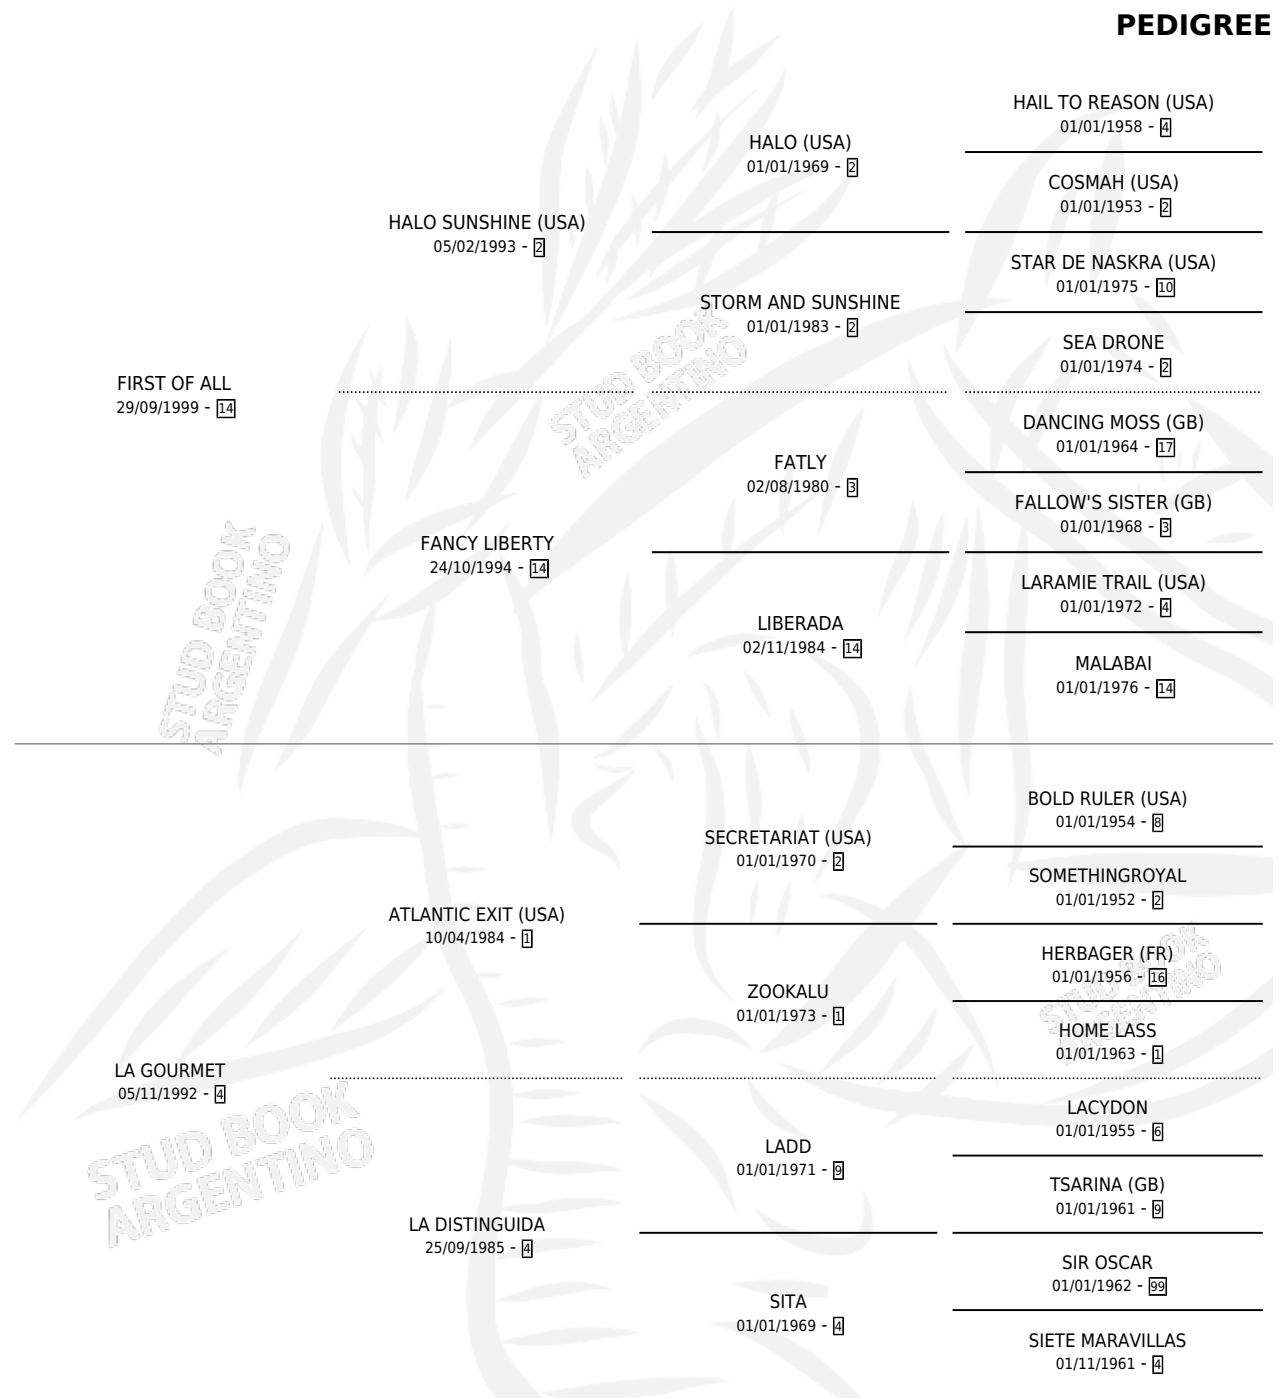 PEDIGREE
HAIL TO REASON (USA)
01/01/1958 - 4
HALO (USA)
01/01/1969 - 2
COSMAH (USA)
01/01/1953 - 2
HALO SUNSHINE (USA)
05/02/1993 - 2
STAR DE NASKRA (USA)
01/01/1975 - 10
STORM AND SUNSHINE
01/01/1983 - 2
SEA DRONE
01/01/1974 - 2
FIRST OF ALL
29/09/1999 - 14
STUD BOOK
ARGENTINO
DANCING MOSS (GB)
01/01/1964 - 17
FATLY
02/08/1980 - 3
FALLOW'S SISTER (GB)
01/01/1968 - 3
FANCY LIBERTY
24/10/1994 - 14
LARAMIE TRAIL (USA)
01/01/1972 - 4
LIBERADA
02/11/1984 - 14
MALABAI
01/01/1976 - 14
STUD BOOK
ARGENTINO
BOLD RULER (USA)
01/01/1954 - 8
SECRETARIAT (USA)
01/01/1970 - 2
SOMETHINGROYAL
01/01/1952 - 2
ATLANTIC EXIT (USA)
10/04/1984 - 1
HERBAGER (FR)
01/01/1956 - 16
ZOOKALU
01/01/1973 - 1
STUD BOOK
ARGENTINO
HOME LASS
01/01/1963 - 1
LA GOURMET
05/11/1992 - 4
LACYDON
01/01/1955 - 6
LADD
01/01/1971 - 9
STUD BOOK
ARGENTINO
TSARINA (GB)
01/01/1961 - 9
LA DISTINGUIDA
25/09/1985 - 4
SIR OSCAR
01/01/1962 - 99
SITA
01/01/1969 - 4
SIETE MARAVILLAS
01/11/1961 - 4